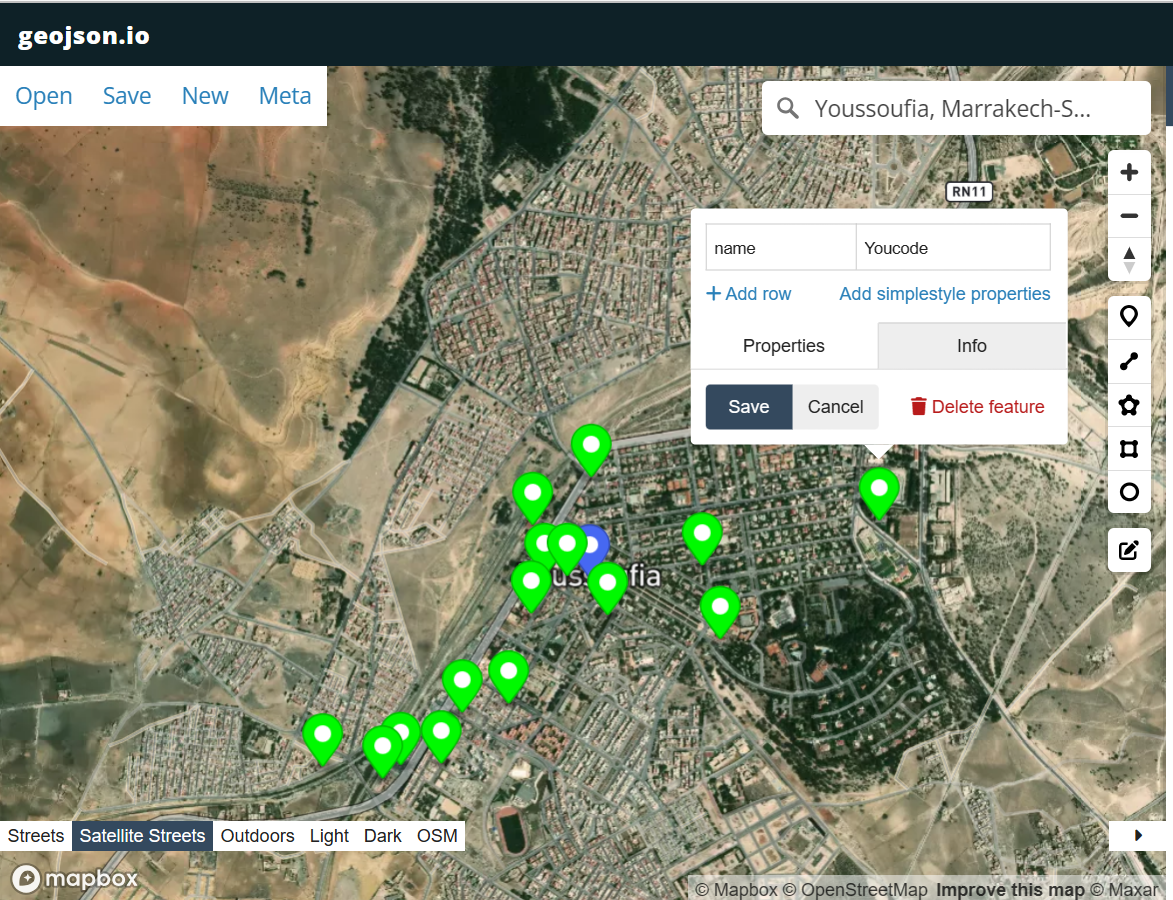 geojson.io
Open Save New Meta
Youssoufia, Marrakech-S...
RN11
name Youcode
+ Add row Add simplestyle properties
Properties Info
Save Cancel Delete feature
Streets Satellite Streets Outdoors Light Dark OSM
mapbox
© Mapbox © OpenStreetMap Improve this map © Maxar